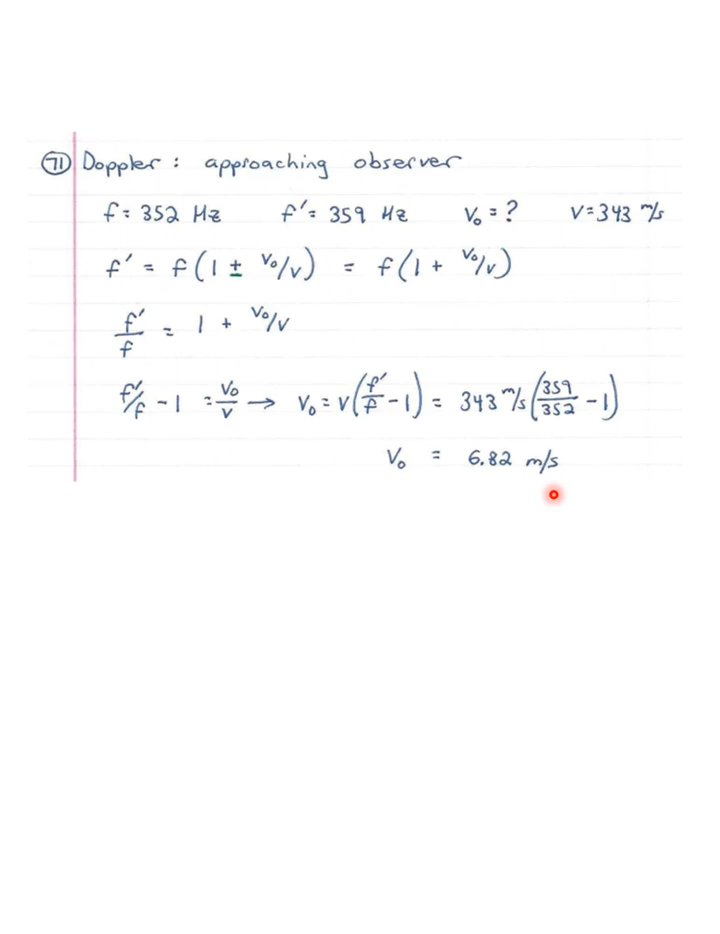 71 Doppler : approaching observer
f = 352 Hz f' = 359 Hz V₀ = ? V = 343 m/s
f' = f(1 ± V₀/V) = f(1 + V₀/V)
f'/f = 1 + V₀/V
f'/f - 1 = V₀/V → V₀ = V(f'/f - 1) = 343 m/s (359/352 - 1)
V₀ = 6.82 m/s